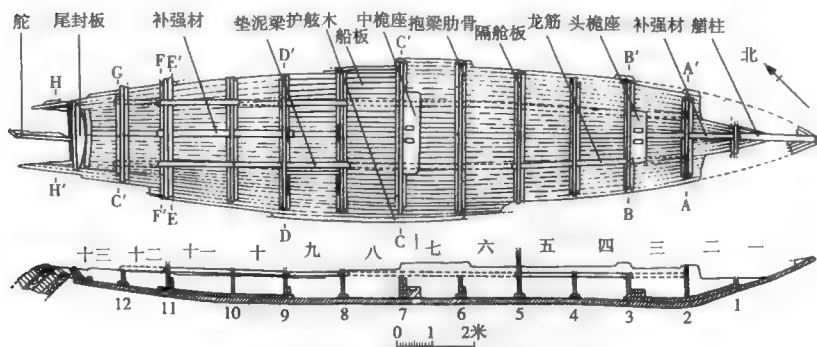 舵 尾封板 补强材 垫泥梁 护舷木 船板 中桅座 抱梁肋骨 隔舱板 龙筋 头桅座 补强材 艏柱 北
H G F E' D' C' B' A'
H' C' F' E D C B A
十三 十二 十一 十 九 八 七 六 五 四 三 二 一
12 11 10 9 8 7 6 5 4 3 2 1
0 1 2米